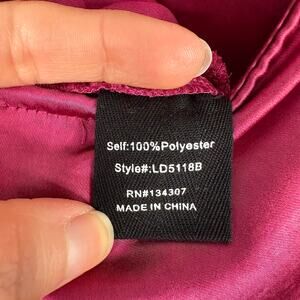 Self:100%Polyester
Style#:LD5118B
RN#134307
MADE IN CHINA